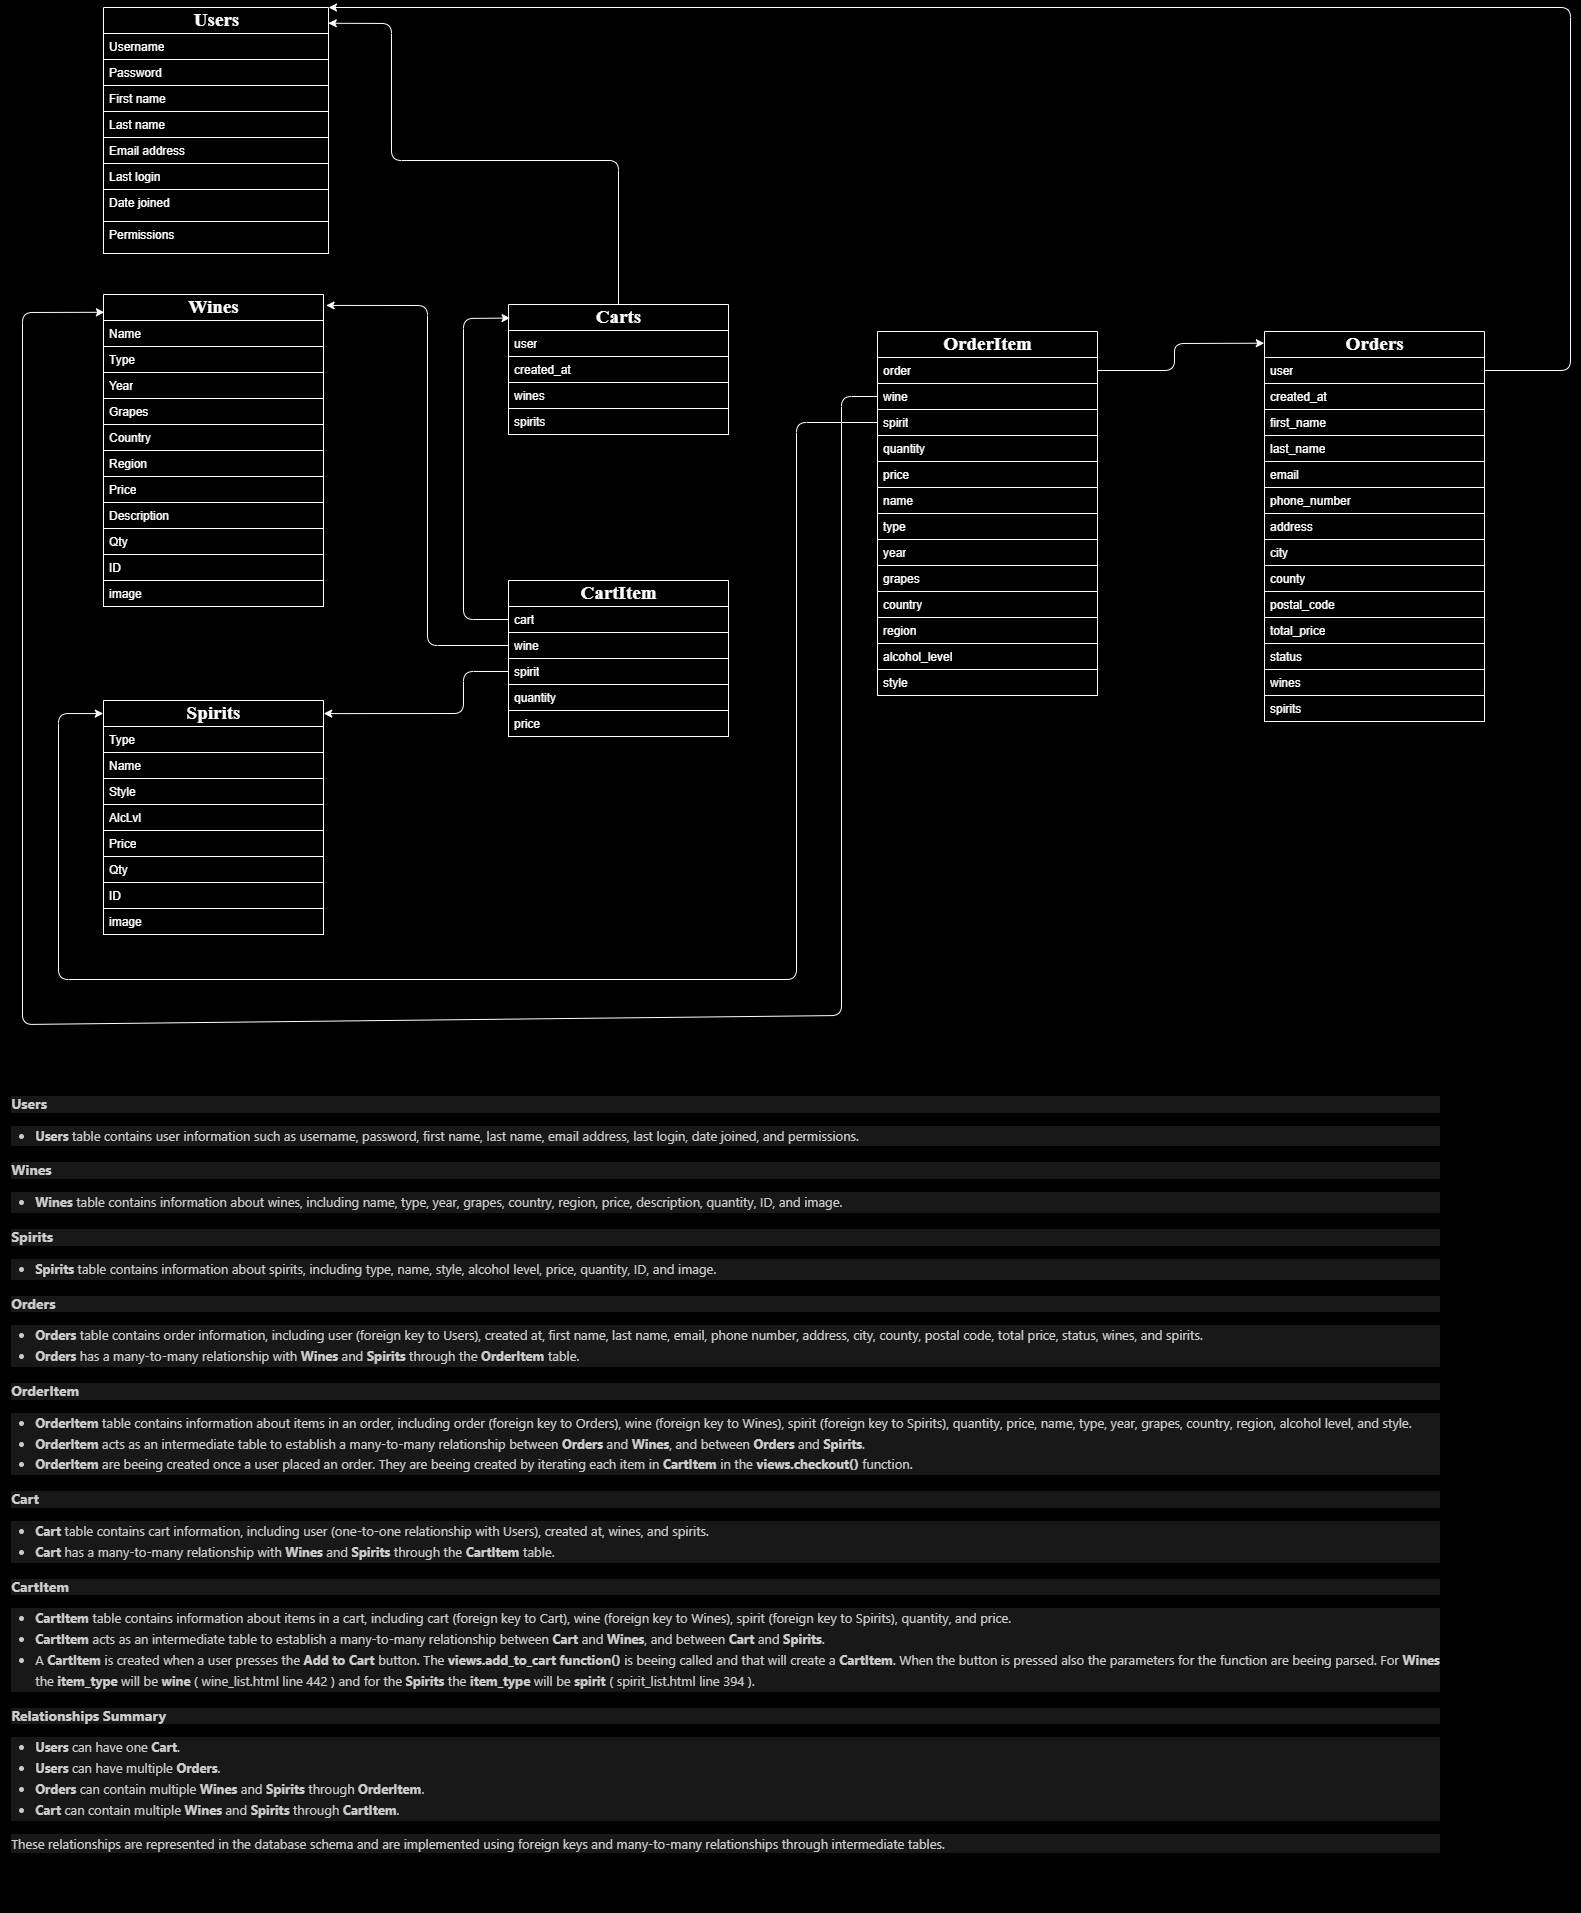 Users
Username
Password
First name
Last name
Email address
Last login
Date joined
Permissions
Wines
Name
Type
Year
Grapes
Country
Region
Price
Description
Qty
ID
image
Spirits
Type
Name
Style
AlcLvl
Price
Qty
ID
image
Carts
user
created_at
wines
spirits
CartItem
cart
wine
spirit
quantity
price
OrderItem
order
wine
spirit
quantity
price
name
type
year
grapes
country
region
alcohol_level
style
Orders
user
created_at
first_name
last_name
email
phone_number
address
city
county
postal_code
total_price
status
wines
spirits
Users
• Users table contains user information such as username, password, first name, last name, email address, last login, date joined, and permissions.
Wines
• Wines table contains information about wines, including name, type, year, grapes, country, region, price, description, quantity, ID, and image.
Spirits
• Spirits table contains information about spirits, including type, name, style, alcohol level, price, quantity, ID, and image.
Orders
• Orders table contains order information, including user (foreign key to Users), created at, first name, last name, email, phone number, address, city, county, postal code, total price, status, wines, and spirits.
• Orders has a many-to-many relationship with Wines and Spirits through the OrderItem table.
OrderItem
• OrderItem table contains information about items in an order, including order (foreign key to Orders), wine (foreign key to Wines), spirit (foreign key to Spirits), quantity, price, name, type, year, grapes, country, region, alcohol level, and style.
• OrderItem acts as an intermediate table to establish a many-to-many relationship between Orders and Wines, and between Orders and Spirits.
• OrderItem are beeing created once a user placed an order. They are beeing created by iterating each item in CartItem in the views.checkout() function.
Cart
• Cart table contains cart information, including user (one-to-one relationship with Users), created at, wines, and spirits.
• Cart has a many-to-many relationship with Wines and Spirits through the CartItem table.
CartItem
• CartItem table contains information about items in a cart, including cart (foreign key to Cart), wine (foreign key to Wines), spirit (foreign key to Spirits), quantity, and price.
• CartItem acts as an intermediate table to establish a many-to-many relationship between Cart and Wines, and between Cart and Spirits.
• A CartItem is created when a user presses the Add to Cart button. The views.add_to_cart function() is beeing called and that will create a CartItem. When the button is pressed also the parameters for the function are beeing parsed. For Wines
the item_type will be wine ( wine_list.html line 442 ) and for the Spirits the item_type will be spirit ( spirit_list.html line 394 ).
Relationships Summary
• Users can have one Cart.
• Users can have multiple Orders.
• Orders can contain multiple Wines and Spirits through OrderItem.
• Cart can contain multiple Wines and Spirits through CartItem.
These relationships are represented in the database schema and are implemented using foreign keys and many-to-many relationships through intermediate tables.